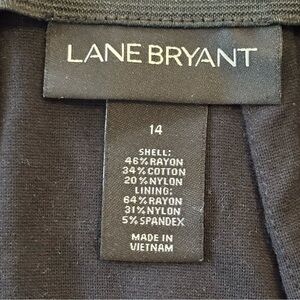 LANE BRYANT
14
SHELL:
46% RAYON
34% COTTON
20% NYLON
LINING:
64% RAYON
31% NYLON
5% SPANDEX
MADE IN
VIETNAM